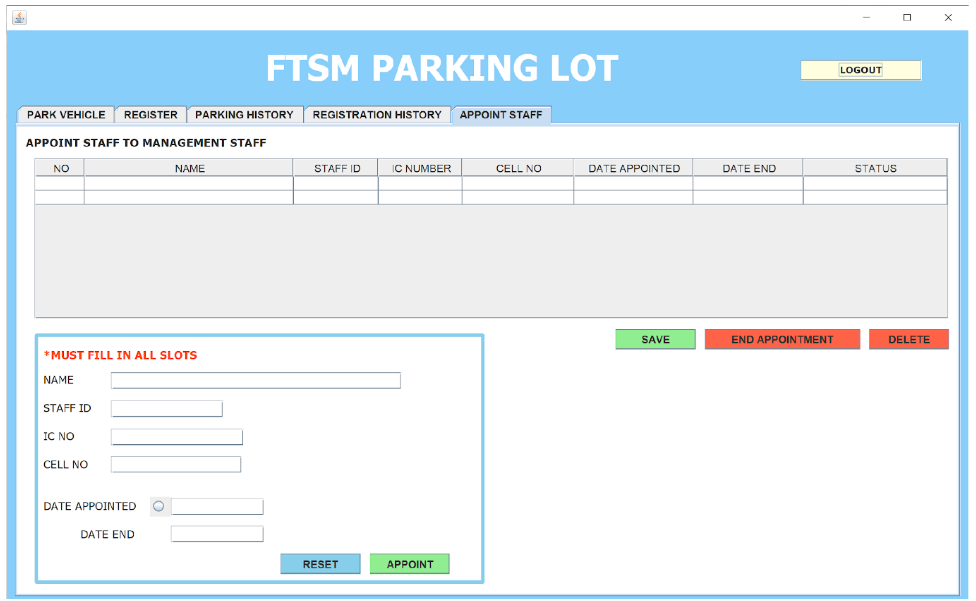 FTSM PARKING LOT
LOGOUT
PARK VEHICLE REGISTER PARKING HISTORY REGISTRATION HISTORY APPOINT STAFF
APPOINT STAFF TO MANAGEMENT STAFF
NO NAME STAFF ID IC NUMBER CELL NO DATE APPOINTED DATE END STATUS
SAVE END APPOINTMENT DELETE
*MUST FILL IN ALL SLOTS
NAME
STAFF ID
IC NO
CELL NO
DATE APPOINTED
DATE END
RESET APPOINT